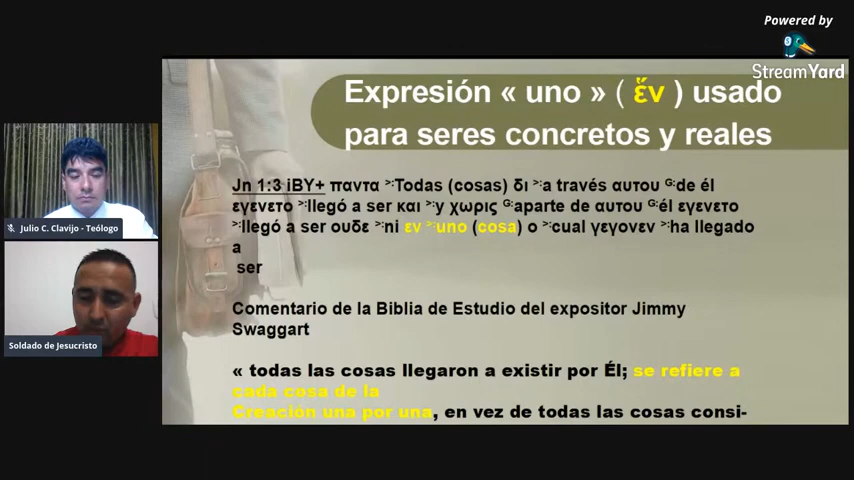 Powered by
StreamYard
Expresión « uno » ( ἕν ) usado
para seres concretos y reales
Jn 1:3 iBY+ παντα ᵔ:Todas (cosas) δι ᵔ:a través αυτου G:de él
εγενετο ᵔ:llegó a ser και ᵔ:y χωρις G:aparte de αυτου G:él εγενετο
ᵔ:llegó a ser ουδε ᵔ:ni εν ᵔ:uno (cosa) ο ᵔ:cual γεγονεν ᵔ:ha llegado
a
ser
Comentario de la Biblia de Estudio del expositor Jimmy
Swaggart
« todas las cosas llegaron a existir por Él; se refiere a
cada cosa de la
Creación una por una, en vez de todas las cosas consi-
Julio C. Clavijo - Teólogo
Soldado de Jesucristo